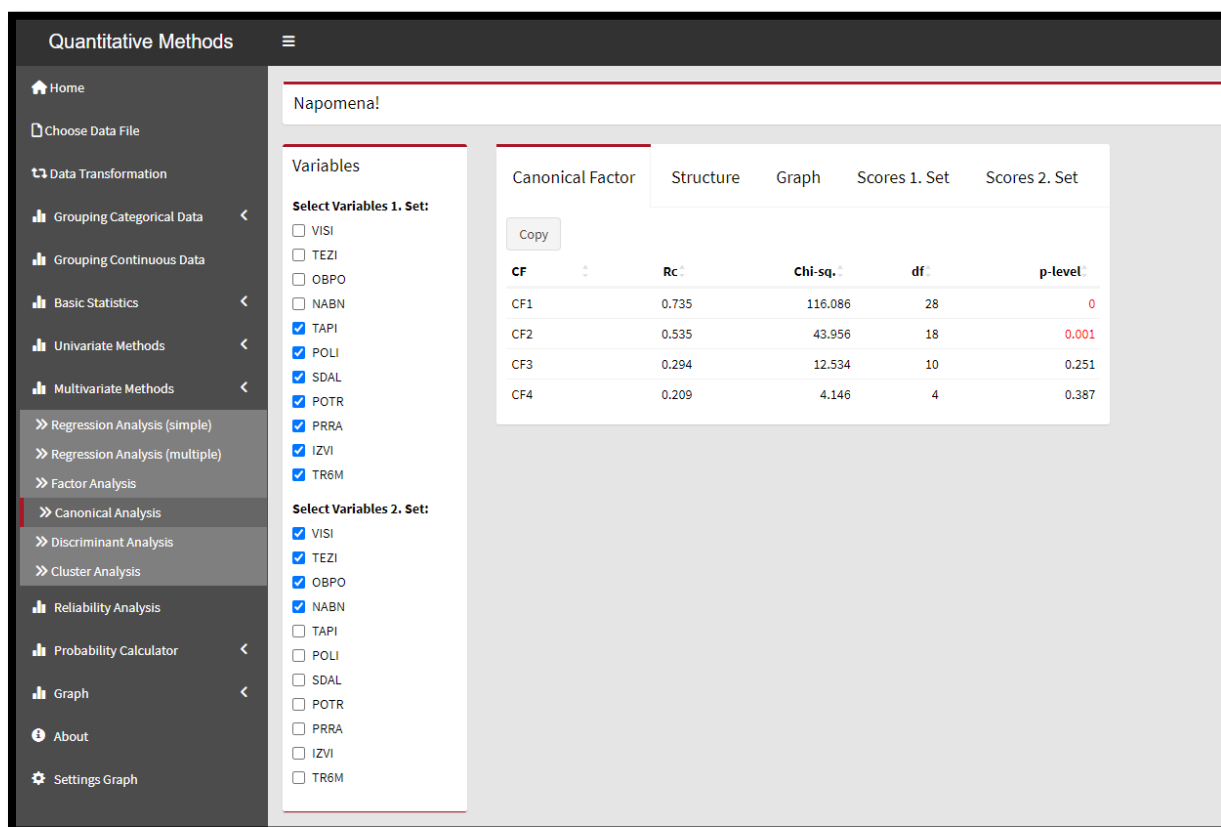 Quantitative Methods
Home
Choose Data File
Data Transformation
Grouping Categorical Data
Grouping Continuous Data
Basic Statistics
Univariate Methods
Multivariate Methods
Regression Analysis (simple)
Regression Analysis (multiple)
Factor Analysis
Canonical Analysis
Discriminant Analysis
Cluster Analysis
Reliability Analysis
Probability Calculator
Graph
About
Settings Graph
Napomena!
Variables
Select Variables 1. Set:
VISI
TEZI
OBPO
NABN
TAPI
POLI
SDAL
POTR
PRRA
IZVI
TR6M
Select Variables 2. Set:
VISI
TEZI
OBPO
NABN
TAPI
POLI
SDAL
POTR
PRRA
IZVI
TR6M
Canonical Factor Structure Graph Scores 1. Set Scores 2. Set
Copy
CF Rc Chi-sq. df p-level
CF1 0.735 116.086 28 0
CF2 0.535 43.956 18 0.001
CF3 0.294 12.534 10 0.251
CF4 0.209 4.146 4 0.387